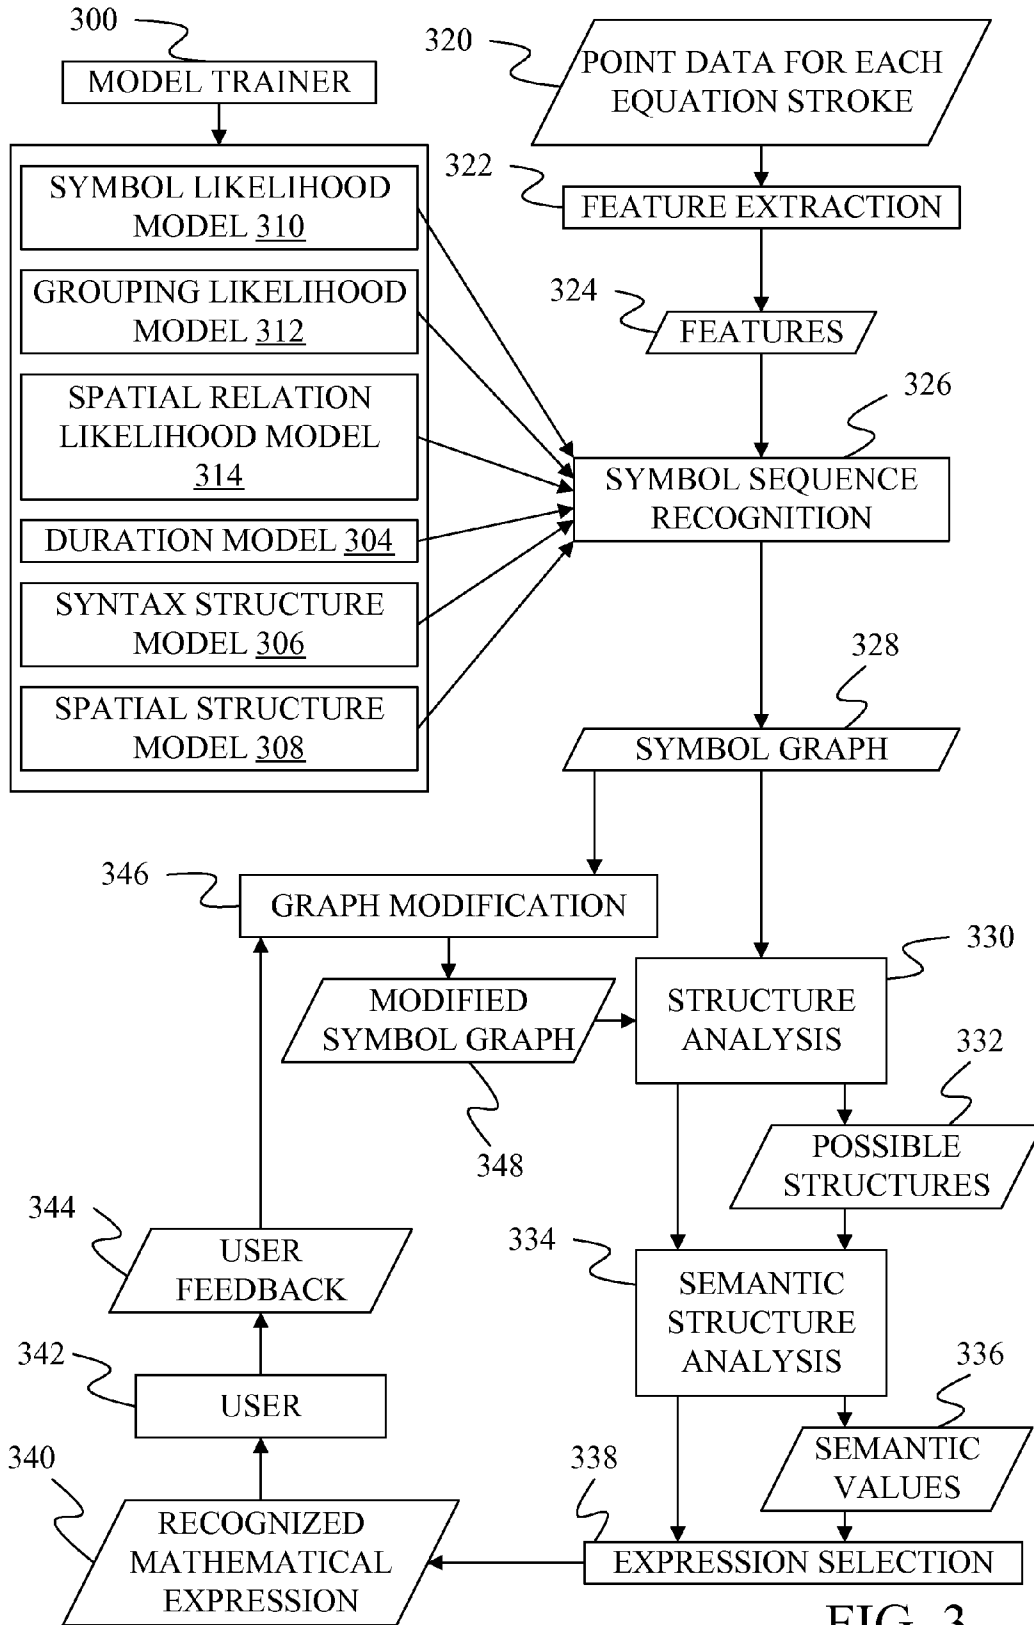 300
MODEL TRAINER
SYMBOL LIKELIHOOD
MODEL 310
GROUPING LIKELIHOOD
MODEL 312
SPATIAL RELATION
LIKELIHOOD MODEL
314
DURATION MODEL 304
SYNTAX STRUCTURE
MODEL 306
SPATIAL STRUCTURE
MODEL 308
320
POINT DATA FOR EACH
EQUATION STROKE
322
FEATURE EXTRACTION
324
FEATURES
326
SYMBOL SEQUENCE
RECOGNITION
328
SYMBOL GRAPH
346
GRAPH MODIFICATION
MODIFIED
SYMBOL GRAPH
348
330
STRUCTURE
ANALYSIS
332
POSSIBLE
STRUCTURES
334
SEMANTIC
STRUCTURE
ANALYSIS
336
SEMANTIC
VALUES
338
EXPRESSION SELECTION
344
USER
FEEDBACK
342
USER
340
RECOGNIZED
MATHEMATICAL
EXPRESSION
FIG. 3